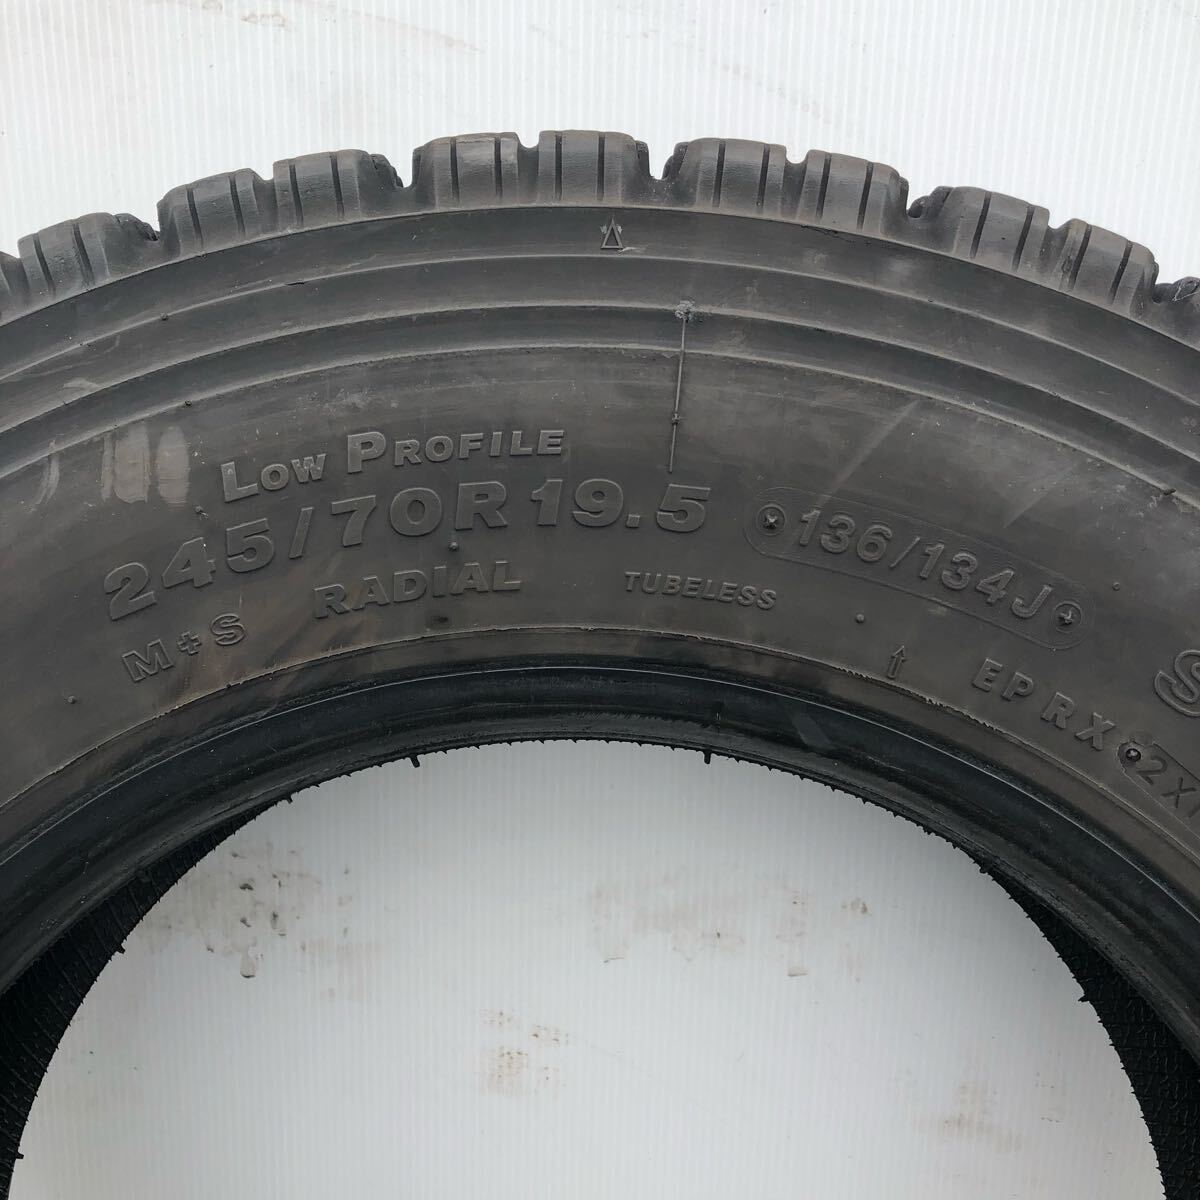 LOW PROFILE
245/70R19.5
136/134J
M+S RADIAL TUBELESS
EPRX